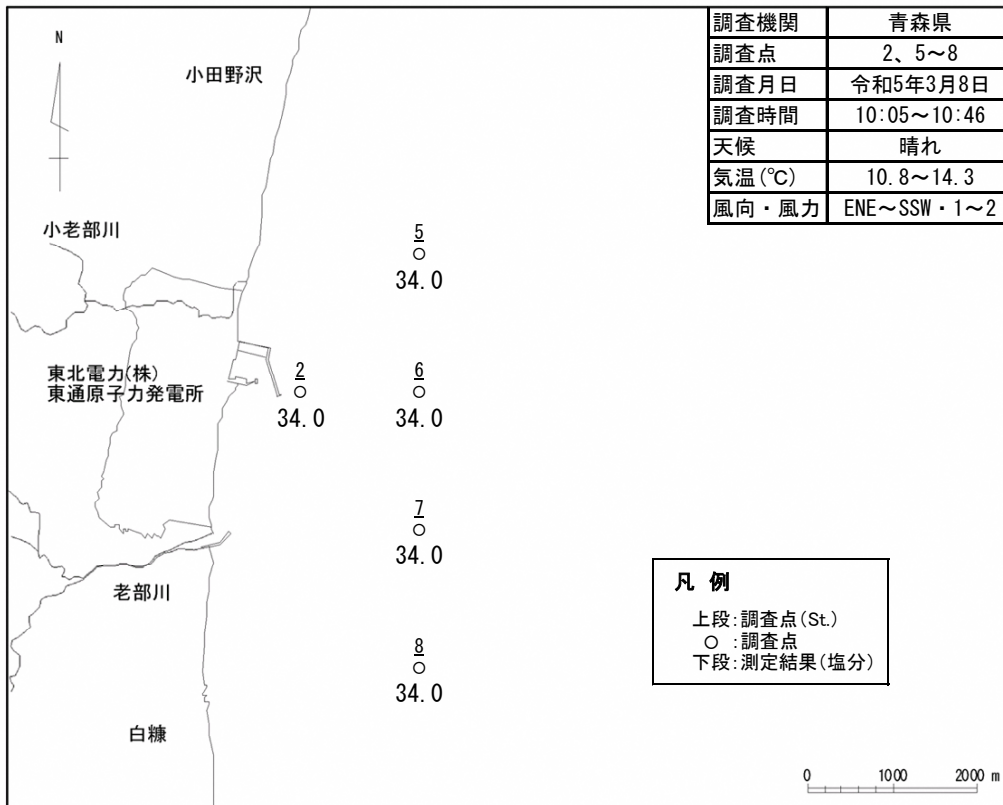 調査機関 青森県
調査点 2、5～8
調査月日 令和5年3月8日
調査時間 10:05～10:46
天候 晴れ
気温(℃) 10.8～14.3
風向・風力 ENE～SSW・1～2
N
小田野沢
小老部川
5
34.0
東北電力(株)
東通原子力発電所
2
34.0
6
34.0
7
34.0
老部川
8
34.0
白糠
凡 例
上段:調査点(St.)
○ :調査点
下段:測定結果(塩分)
0 1000 2000 m